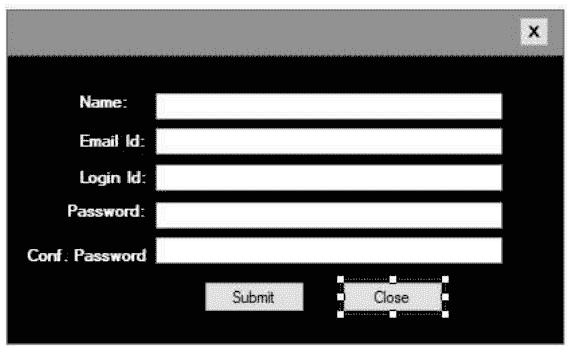 X
Name:
Email Id:
Login Id:
Password:
Conf. Password
Submit Close